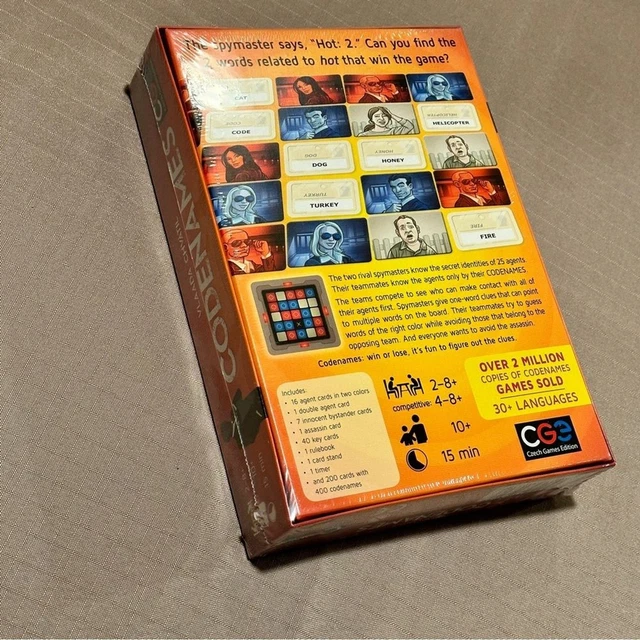 The Spymaster says, "Hot: 2." Can you find the
2 words related to hot that win the game?
CAT
CODE
HELICOPTER
DOG
HONEY
TURKEY
FIRE
The two rival spymasters know the secret identities of 25 agents.
Their teammates know the agents only by their CODENAMES.
The teams compete to see who can make contact with all of
their agents first. Spymasters give one-word clues that can point
to multiple words on the board. Their teammates try to guess
words of the right color while avoiding those that belong to the
opposing team. And everyone wants to avoid the assassin.
Codenames: win or lose, it's fun to figure out the clues.
Includes:
• 16 agent cards in two colors
• 1 double agent card
• 7 innocent bystander cards
• 1 assassin card
• 40 key cards
• 1 rulebook
• 1 card stand
• 1 timer
and 200 cards with
400 codenames
2–8+
competitive: 4–8+
10+
15 min
OVER 2 MILLION
COPIES OF CODENAMES
GAMES SOLD
30+ LANGUAGES
CGE
Czech Games Edition
CODENAMES
VLAADA CHVÁTIL